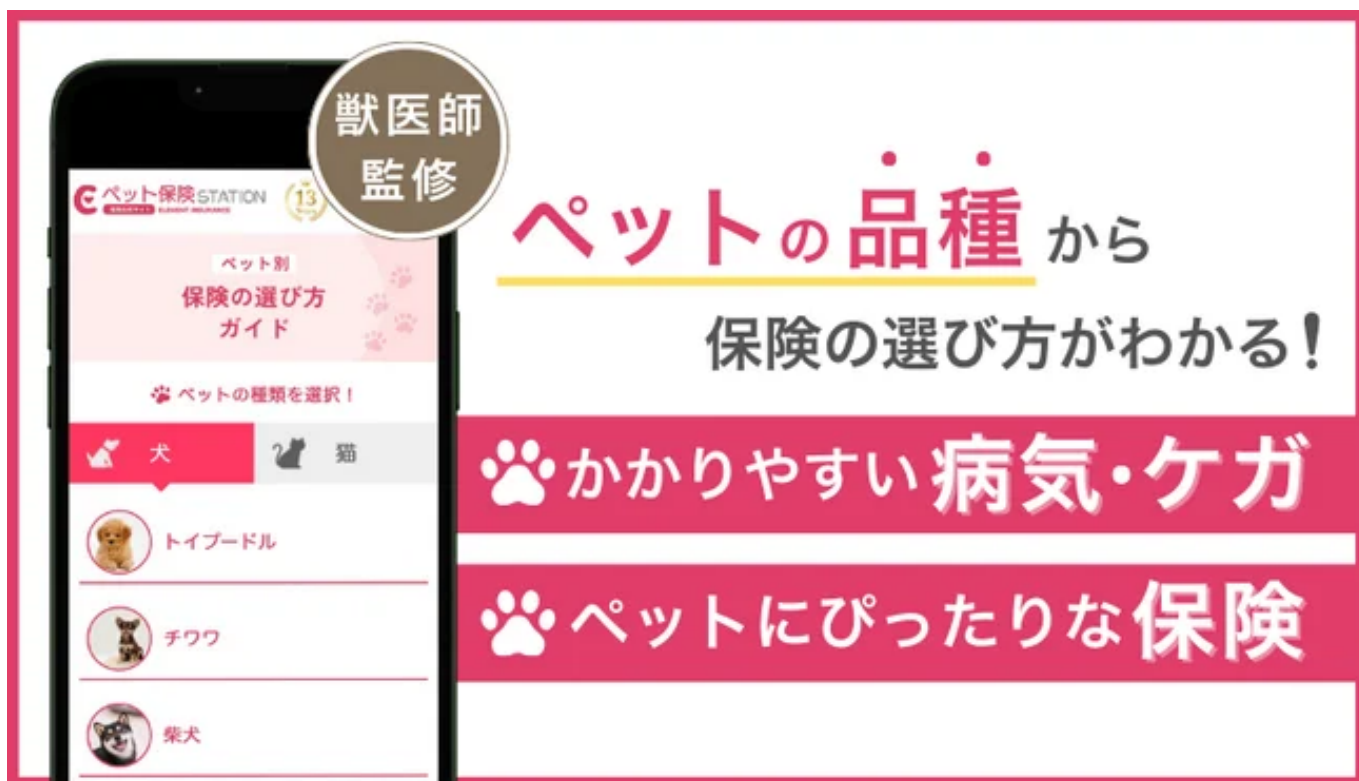 獣医師
監修
ペット保険STATION
ELEMENT INSURANCE
13
ペット別
保険の選び方
ガイド
ペットの種類を選択！
犬
猫
トイプードル
チワワ
柴犬
ペットの品種から
保険の選び方がわかる！
かかりやすい病気・ケガ
ペットにぴったりな保険